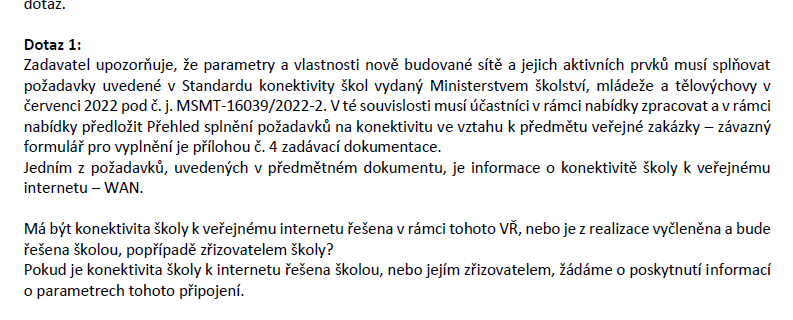 dotaz.
Dotaz 1:
Zadavatel upozorňuje, že parametry a vlastnosti nově budované sítě a jejich aktivních prvků musí splňovat
požadavky uvedené v Standardu konektivity škol vydaný Ministerstvem školství, mládeže a tělovýchovy v
červenci 2022 pod č. j. MSMT-16039/2022-2. V té souvislosti musí účastníci v rámci nabídky zpracovat a v rámci
nabídky předložit Přehled splnění požadavků na konektivitu ve vztahu k předmětu veřejné zakázky – závazný
formulář pro vyplnění je přílohou č. 4 zadávací dokumentace.
Jedním z požadavků, uvedených v předmětném dokumentu, je informace o konektivitě školy k veřejnému
internetu – WAN.
Má být konektivita školy k veřejnému internetu řešena v rámci tohoto VŘ, nebo je z realizace vyčleněna a bude
řešena školou, popřípadě zřizovatelem školy?
Pokud je konektivita školy k internetu řešena školou, nebo jejím zřizovatelem, žádáme o poskytnutí informací
o parametrech tohoto připojení.